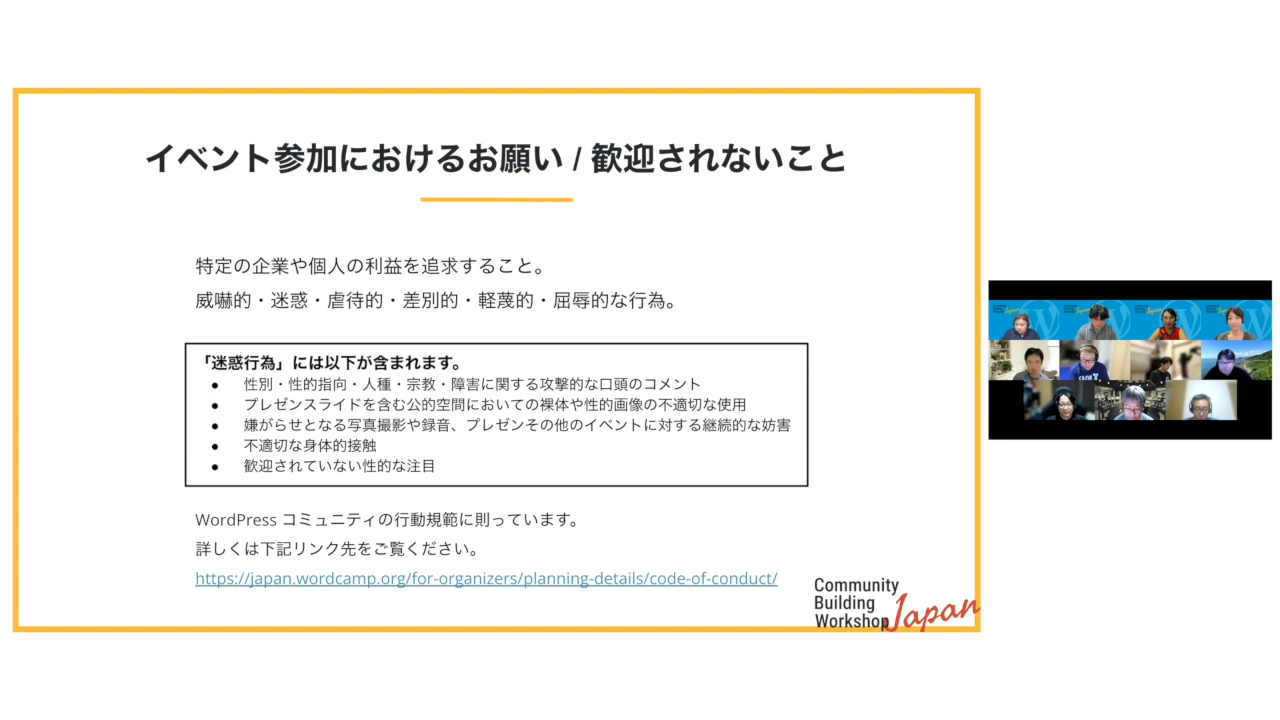 イベント参加におけるお願い / 歓迎されないこと
特定の企業や個人の利益を追求すること。
威嚇的・迷惑・虐待的・差別的・軽蔑的・屈辱的な行為。
「迷惑行為」には以下が含まれます。
● 性別・性的指向・人種・宗教・障害に関する攻撃的な口頭のコメント
● プレゼンスライドを含む公的空間においての裸体や性的画像の不適切な使用
● 嫌がらせとなる写真撮影や録音、プレゼンその他のイベントに対する継続的な妨害
● 不適切な身体的接触
● 歓迎されていない性的な注目
WordPress コミュニティの行動規範に則っています。
詳しくは下記リンク先をご覧ください。
https://japan.wordcamp.org/for-organizers/planning-details/code-of-conduct/
Community
Building
Workshop Japan